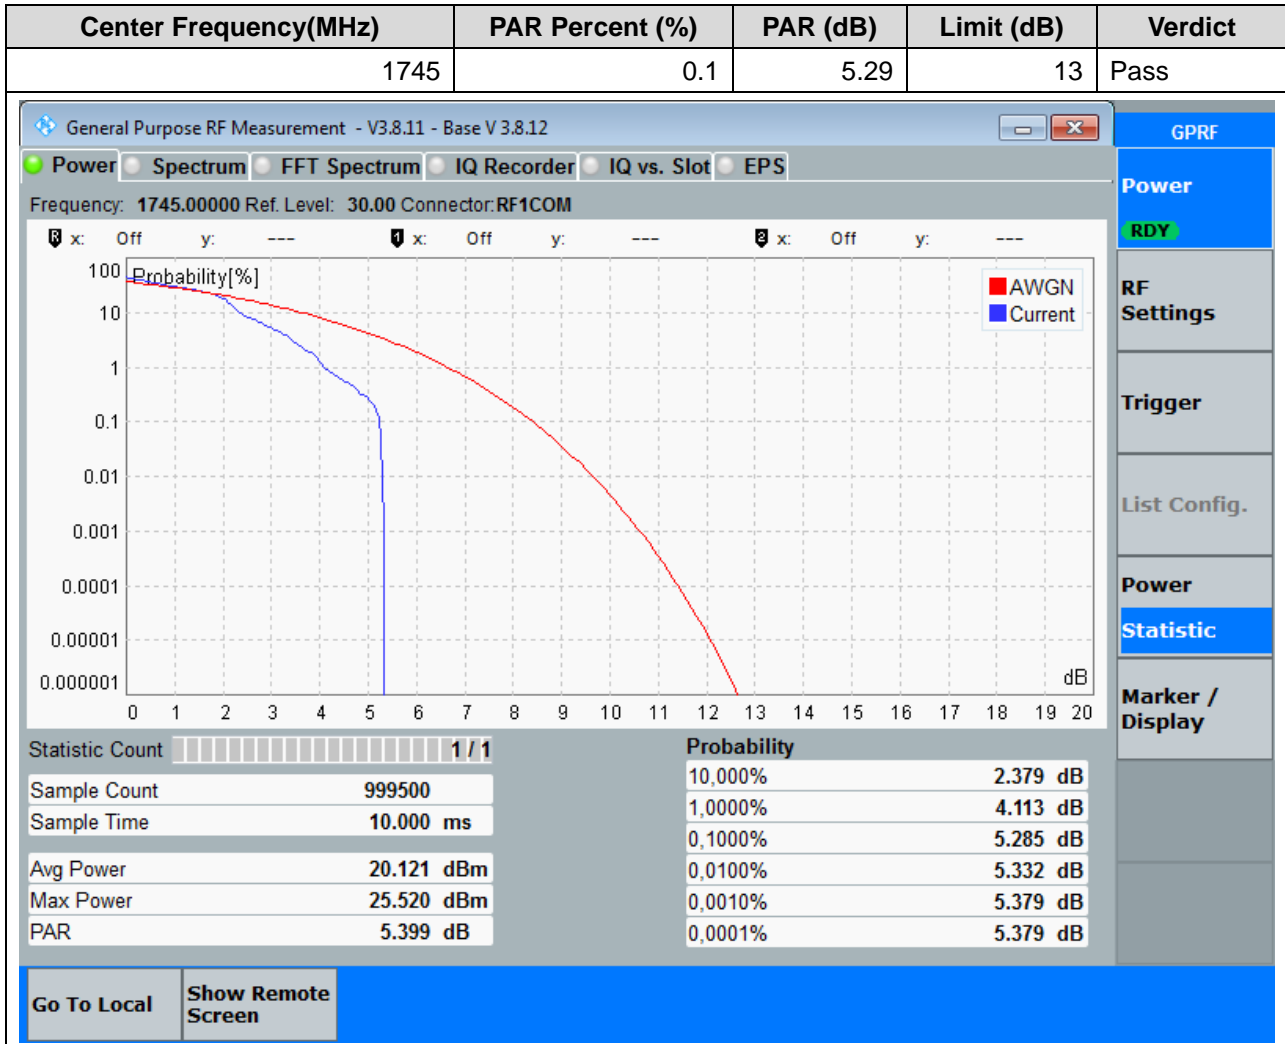 Center Frequency(MHz) PAR Percent (%) PAR (dB) Limit (dB) Verdict
1745 0.1 5.29 13 Pass
General Purpose RF Measurement - V3.8.11 - Base V 3.8.12
GPRF
Power Spectrum FFT Spectrum IQ Recorder IQ vs. Slot EPS
Frequency: 1745.00000 Ref. Level: 30.00 Connector:RF1COM
R x: Off y: --- 1 x: Off y: --- 2 x: Off y: ---
Probability[%]
AWGN
Current
100
10
1
0.1
0.01
0.001
0.0001
0.00001
0.000001
dB
0 1 2 3 4 5 6 7 8 9 10 11 12 13 14 15 16 17 18 19 20
Statistic Count 1 / 1
Sample Count 999500
Sample Time 10.000 ms
Avg Power 20.121 dBm
Max Power 25.520 dBm
PAR 5.399 dB
Probability
10,000% 2.379 dB
1,0000% 4.113 dB
0,1000% 5.285 dB
0,0100% 5.332 dB
0,0010% 5.379 dB
0,0001% 5.379 dB
Power
RDY
RF
Settings
Trigger
List Config.
Power
Statistic
Marker /
Display
Go To Local
Show Remote
Screen